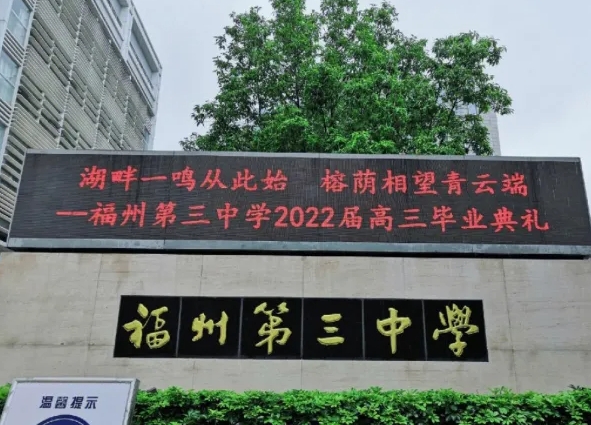 湖畔一鸣从此始 榕荫相望青云端
--福州第三中学2022届高三毕业典礼
福州第三中学
温馨提示